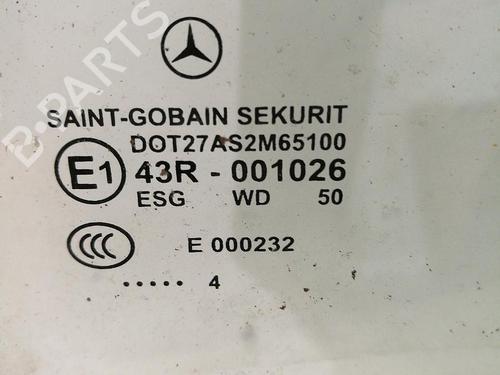 B-PARTS
SAINT-GOBAIN SEKURIT
DOT27AS2M65100
E1 43R - 001026
ESG WD 50
CCC E 000232
..... 4